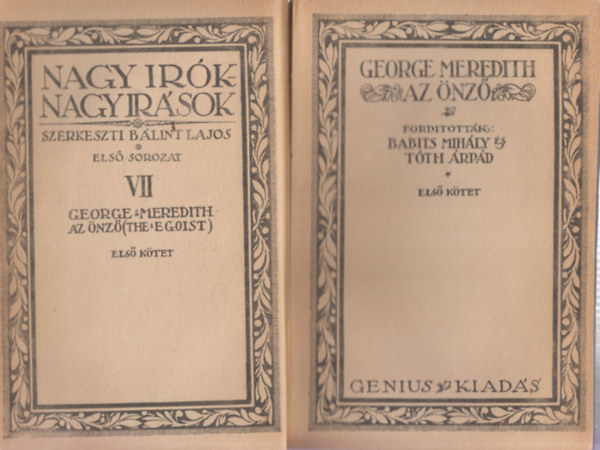 NAGY IRÓK-
NAGY IRÁSOK
SZERKESZTI BÁLINT LAJOS
ELSŐ SOROZAT
VII
GEORGE MEREDITH
AZ ÖNZŐ (THE EGOIST)
ELSŐ KÖTET
GEORGE MEREDITH
AZ ÖNZŐ
FORDITOTTÁK:
BABITS MIHÁLY ÉS
TÓTH ÁRPÁD
ELSŐ KÖTET
GENIUS KIADÁS